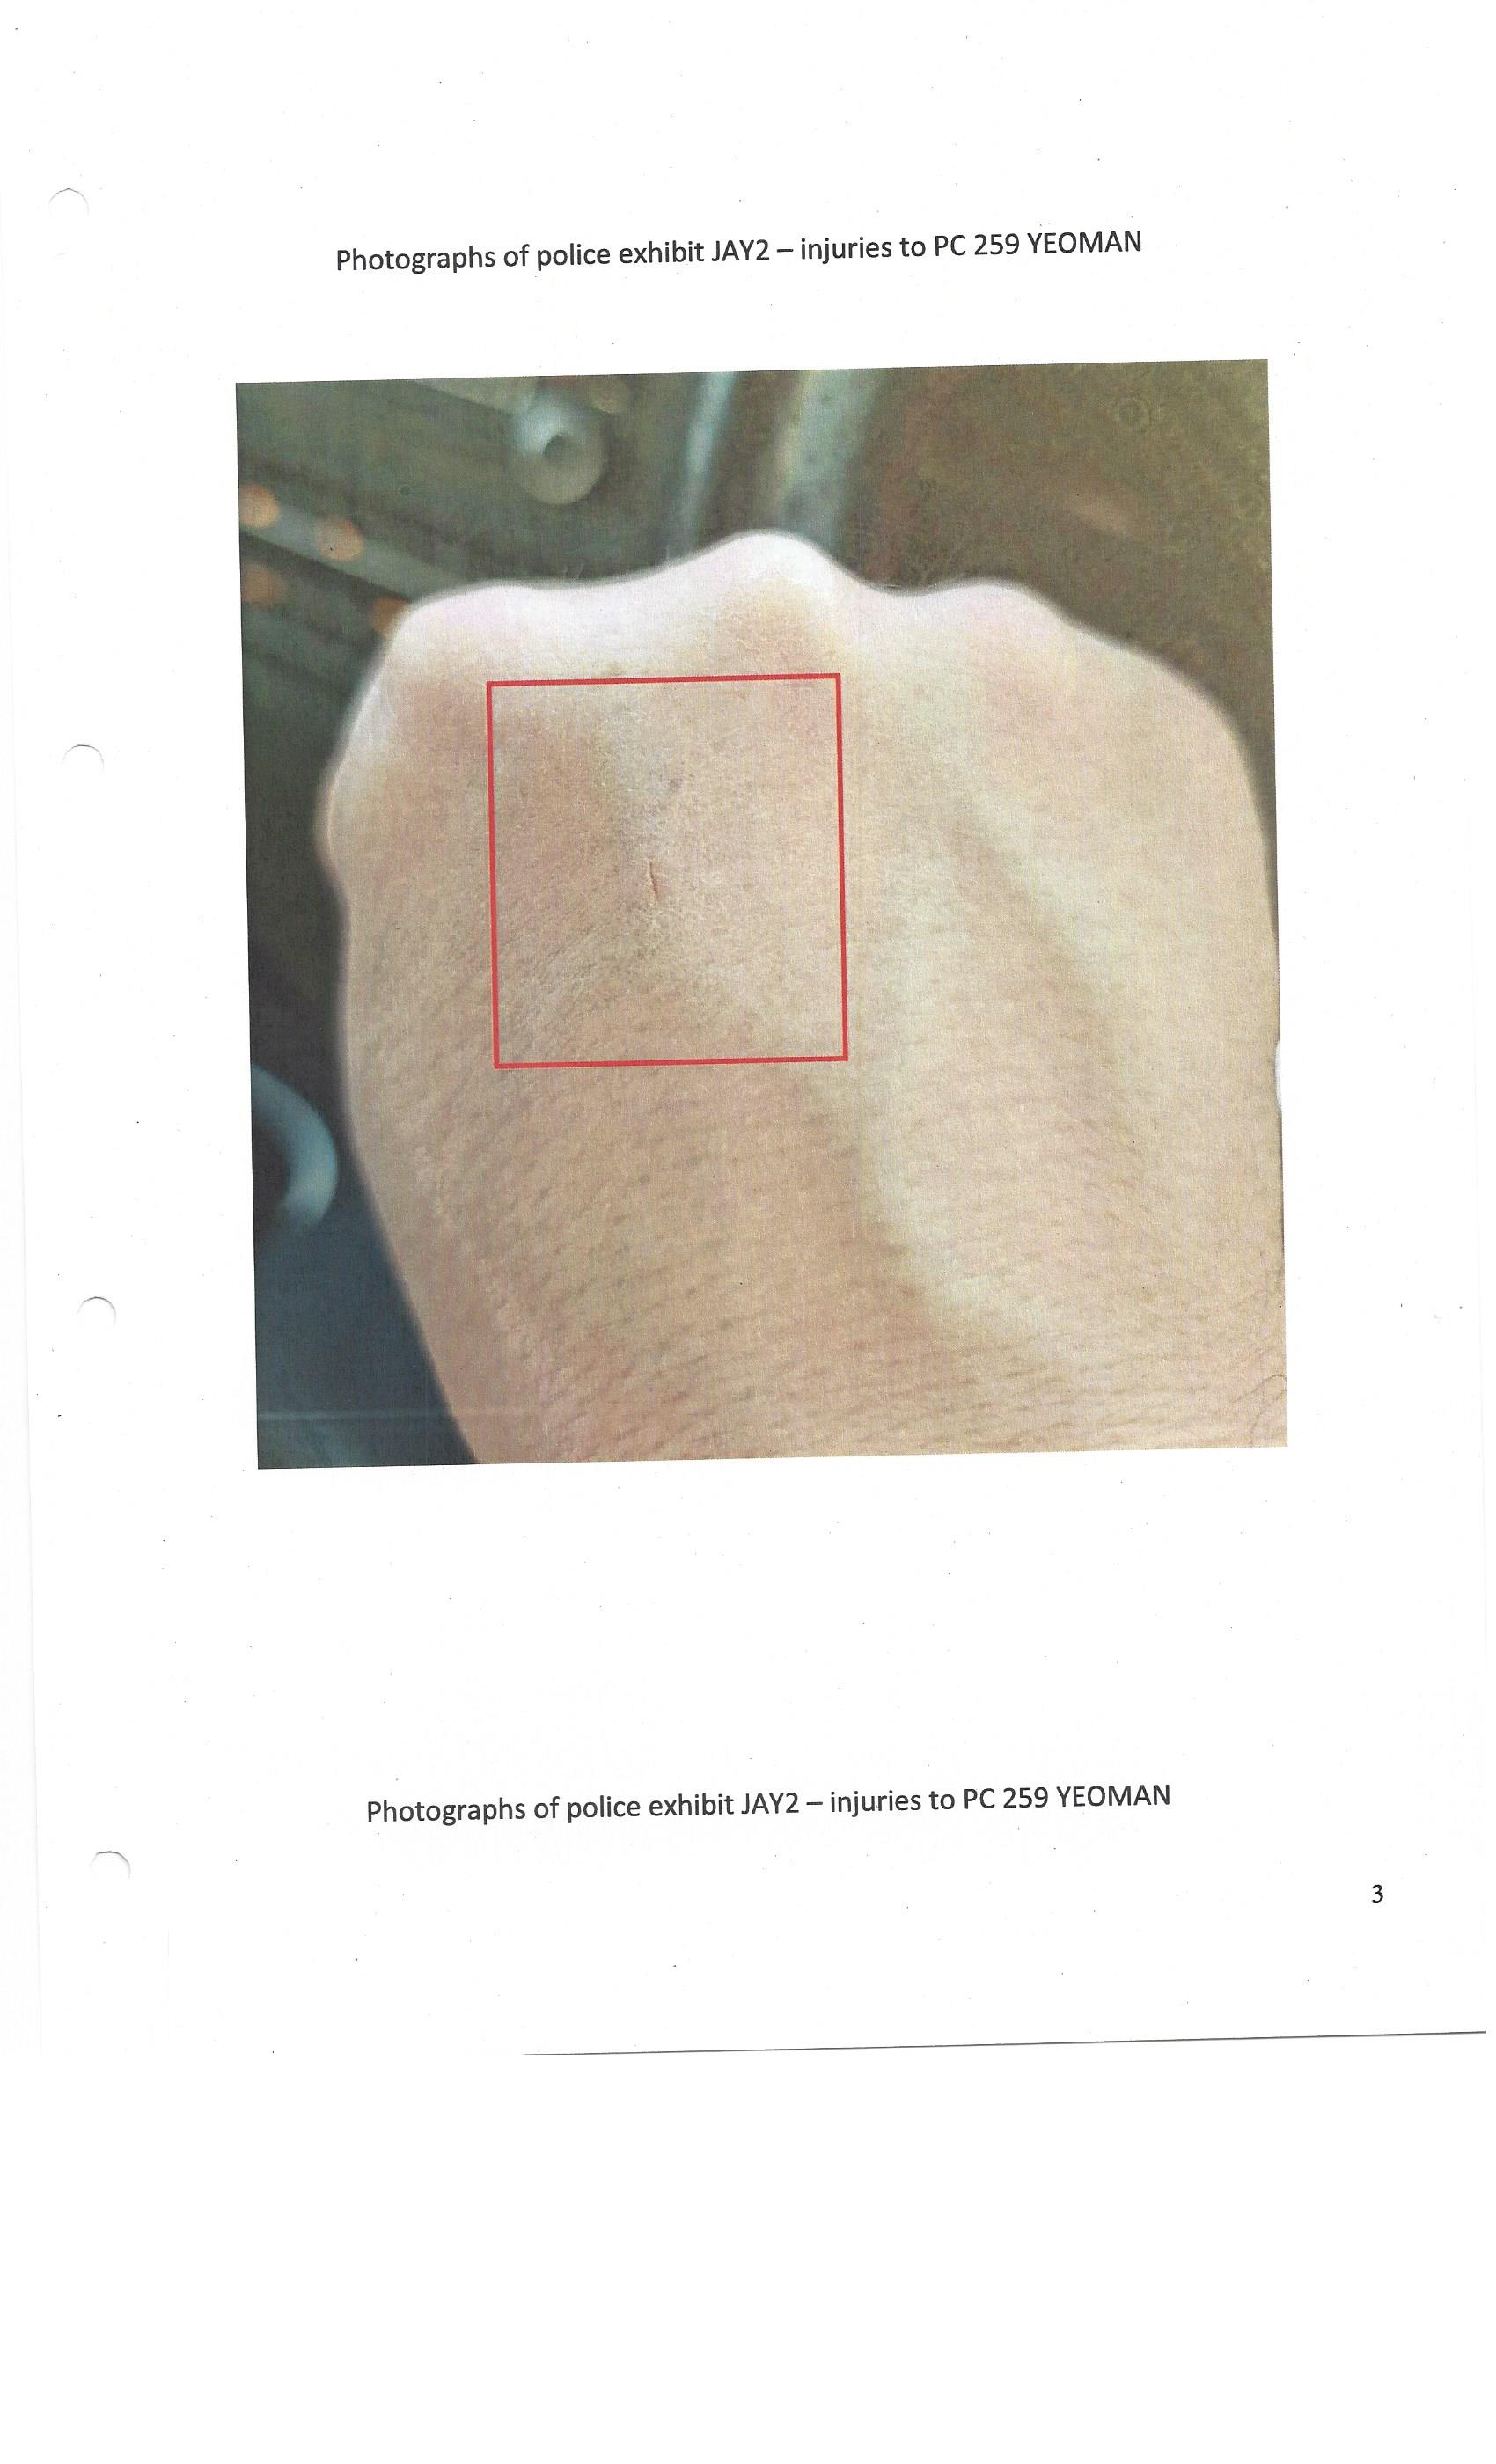 Photographs of police exhibit JAY2 – injuries to PC 259 YEOMAN
Photographs of police exhibit JAY2 – injuries to PC 259 YEOMAN
3